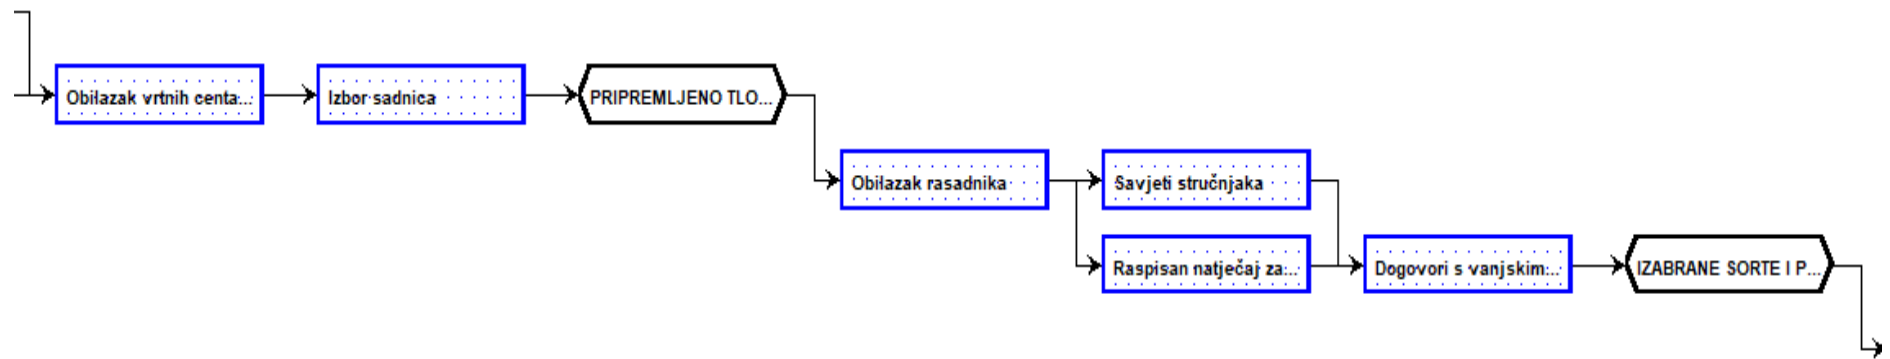 Obilazak vrtnih centa...
Izbor sadnica
PRIPREMLJENO TLO...
Obilazak rasadnika
Savjeti stručnjaka
Raspisan natječaj za...
Dogovori s vanjskim...
IZABRANE SORTE I P...